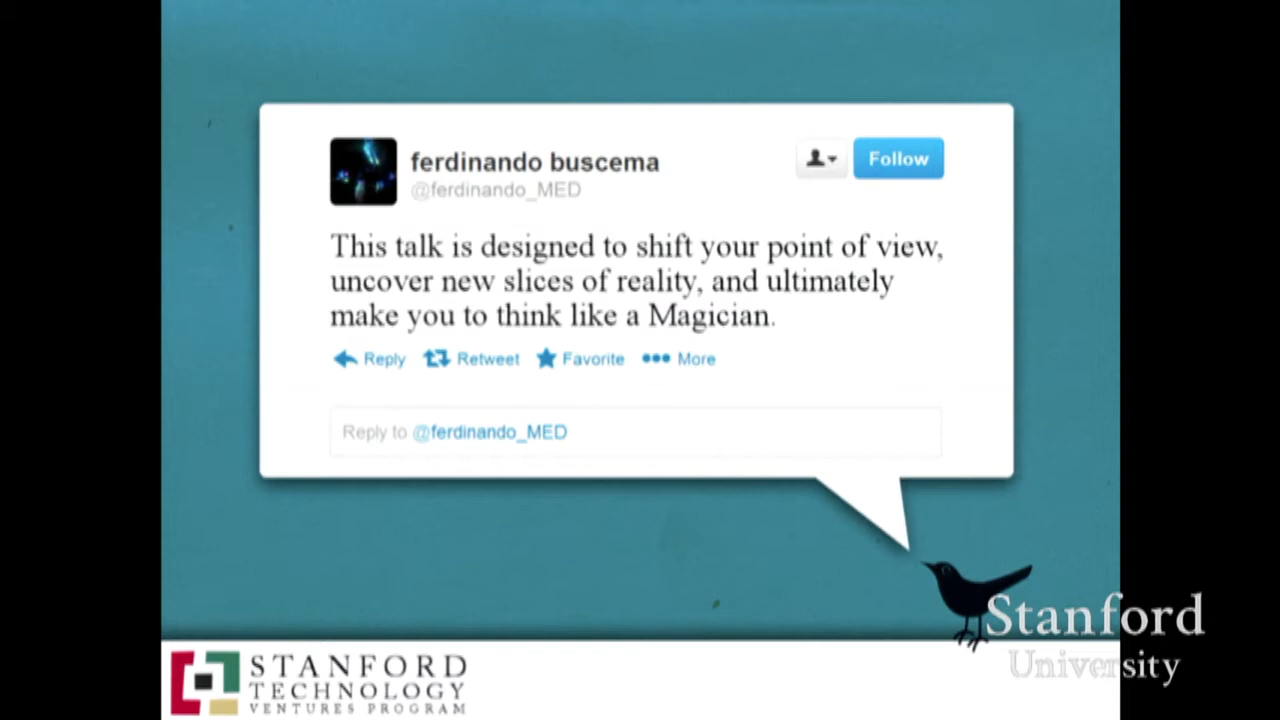 ferdinando buscema
@ferdinando_MED
Follow
This talk is designed to shift your point of view,
uncover new slices of reality, and ultimately
make you to think like a Magician.
Reply Retweet Favorite More
Reply to @ferdinando_MED
Stanford
University
STANFORD
TECHNOLOGY
VENTURES PROGRAM